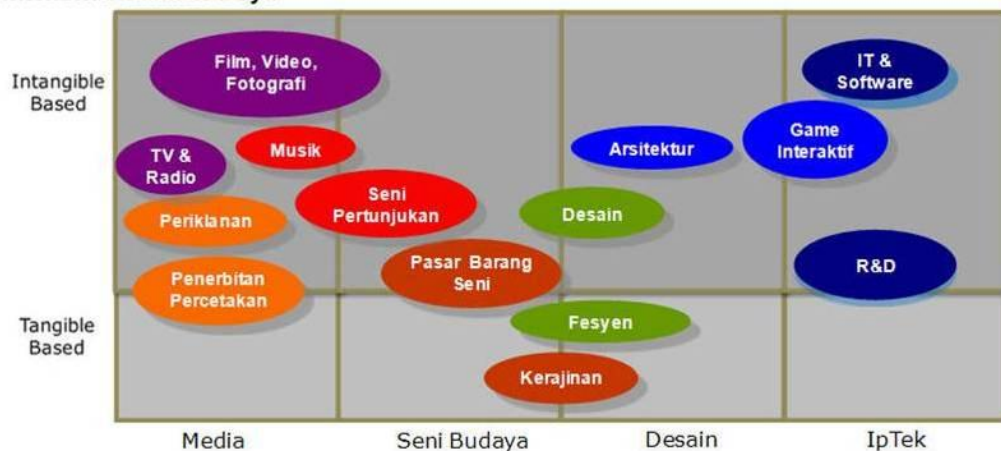 Intangible
Based
Film, Video,
Fotografi
IT &
Software
TV &
Radio
Musik
Arsitektur
Game
Interaktif
Seni
Pertunjukan
Periklanan
Desain
Pasar Barang
Seni
R&D
Penerbitan
Percetakan
Tangible
Based
Fesyen
Kerajinan
Media
Seni Budaya
Desain
IpTek